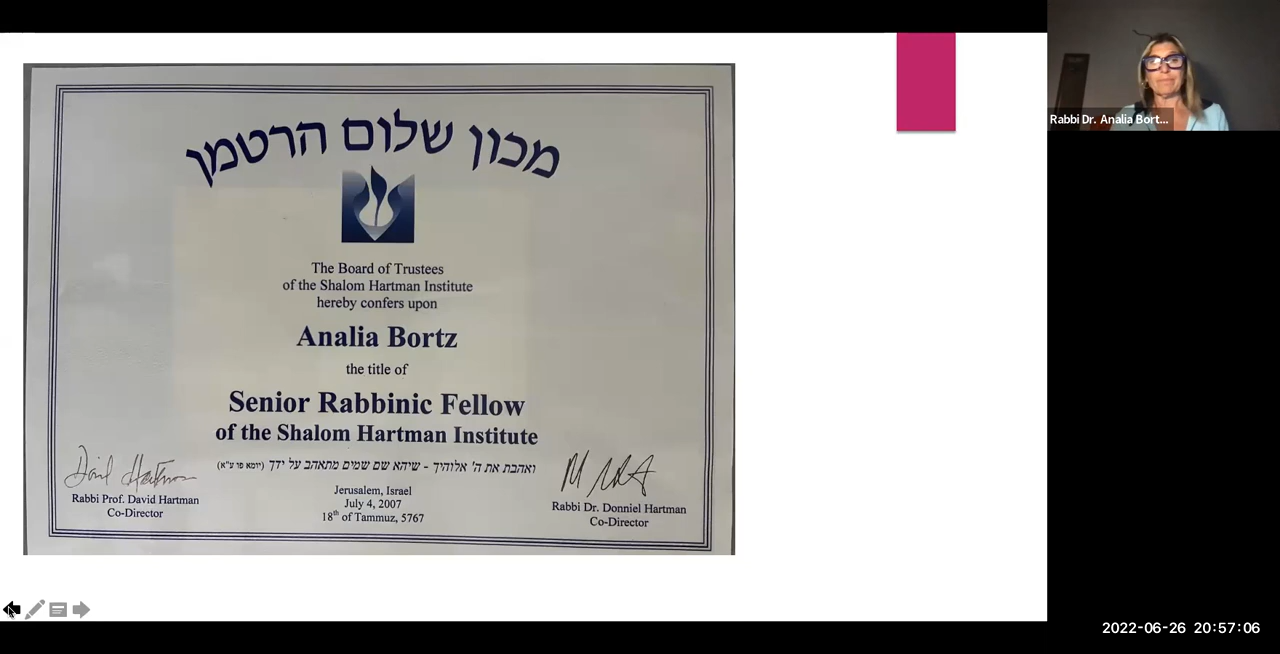 מכון שלום הרטמן
The Board of Trustees
of the Shalom Hartman Institute
hereby confers upon
Analia Bortz
the title of
Senior Rabbinic Fellow
of the Shalom Hartman Institute
ואהבת את ה' אלוהיך - שיהא שם שמים מתאהב על ידך (יומא פו ע"א)
David Hartman
Rabbi Prof. David Hartman
Co-Director
Jerusalem, Israel
July 4, 2007
18th of Tammuz, 5767
Rabbi Dr. Donniel Hartman
Co-Director
Rabbi Dr. Analia Bort...
2022-06-26 20:57:06